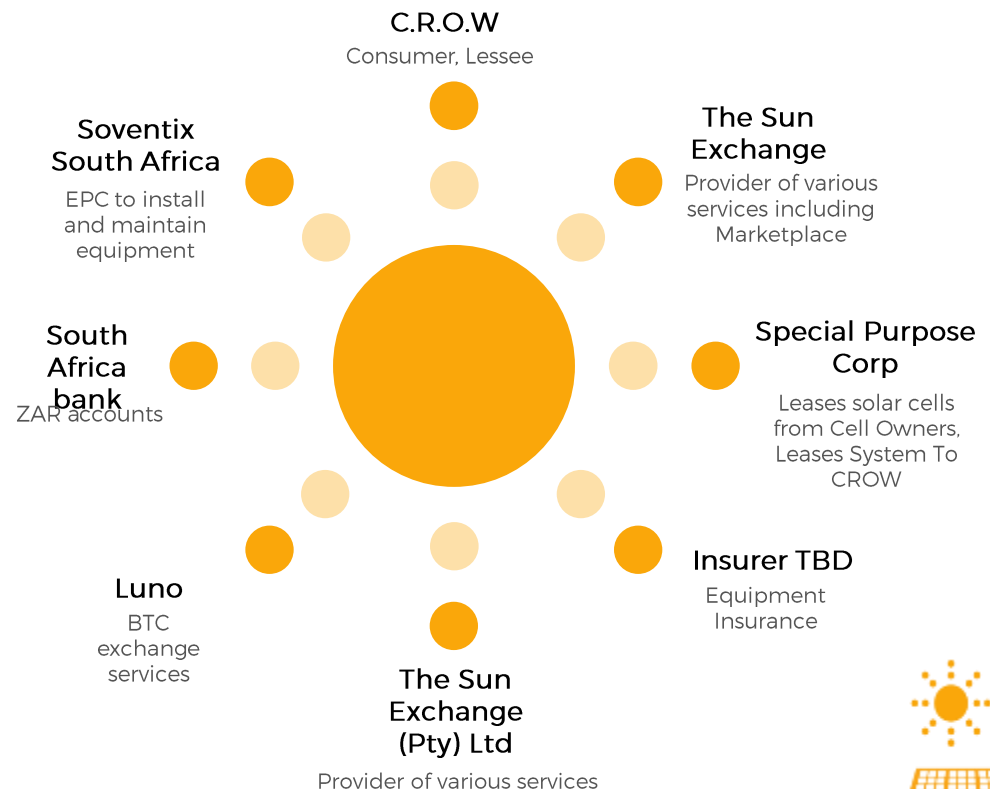 C.R.O.W
Consumer, Lessee
The Sun
Exchange
Provider of various
services including
Marketplace
Special Purpose
Corp
Leases solar cells
from Cell Owners,
Leases System To
CROW
Insurer TBD
Equipment
Insurance
The Sun
Exchange
(Pty) Ltd
Provider of various services
Luno
BTC
exchange
services
South
Africa
bank
ZAR accounts
Soventix
South Africa
EPC to install
and maintain
equipment